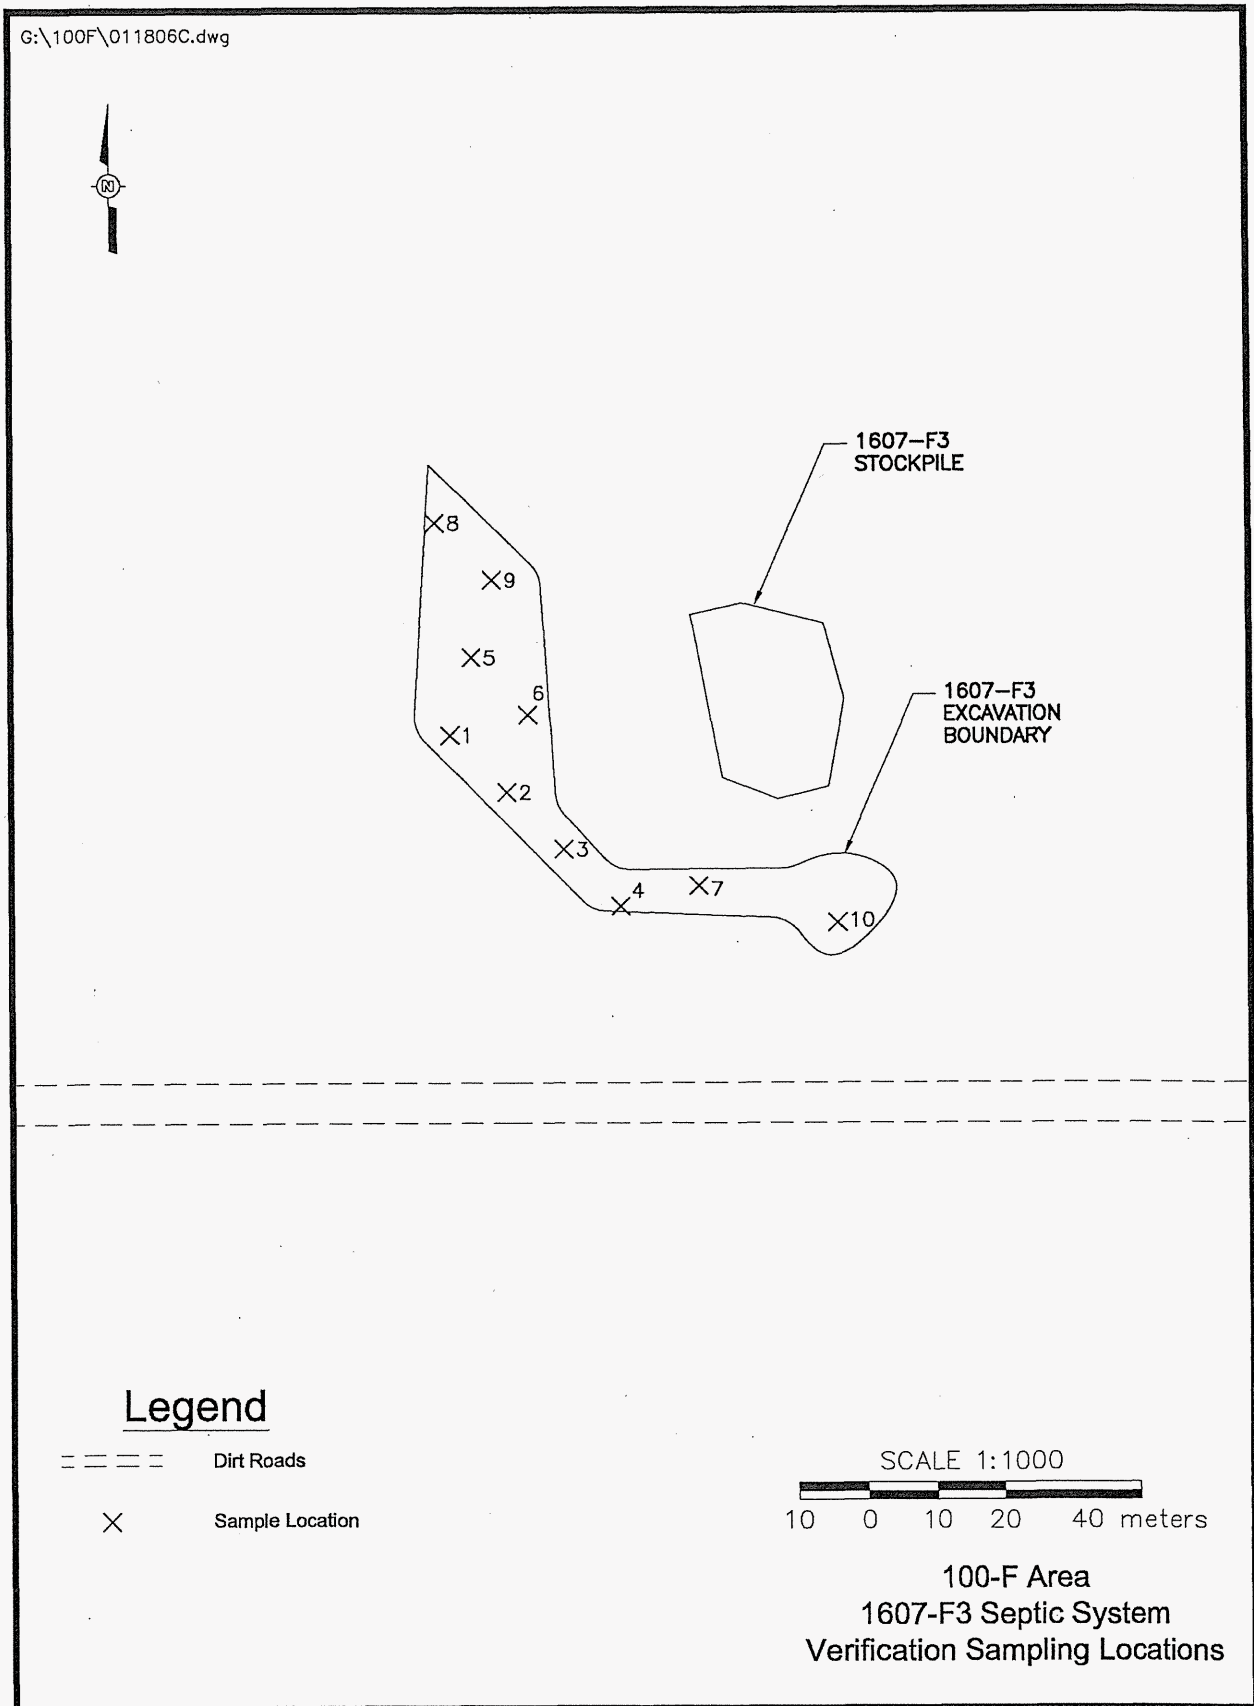 G:\100F\011806C.dwg
N
1607-F3
STOCKPILE
8
9
5
6
1
2
3
4
7
10
1607-F3
EXCAVATION
BOUNDARY
Legend
Dirt Roads
Sample Location
SCALE 1:1000
10 0 10 20 40 meters
100-F Area
1607-F3 Septic System
Verification Sampling Locations